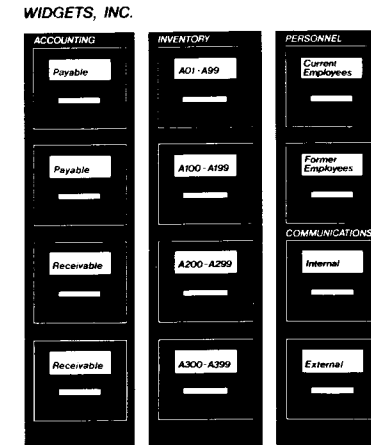 WIDGETS, INC.
ACCOUNTING
Payable
Payable
Receivable
Receivable
INVENTORY
A01 - A99
A100 - A199
A200 - A299
A300 - A399
PERSONNEL
Current
Employees
Former
Employees
COMMUNICATIONS
Internal
External